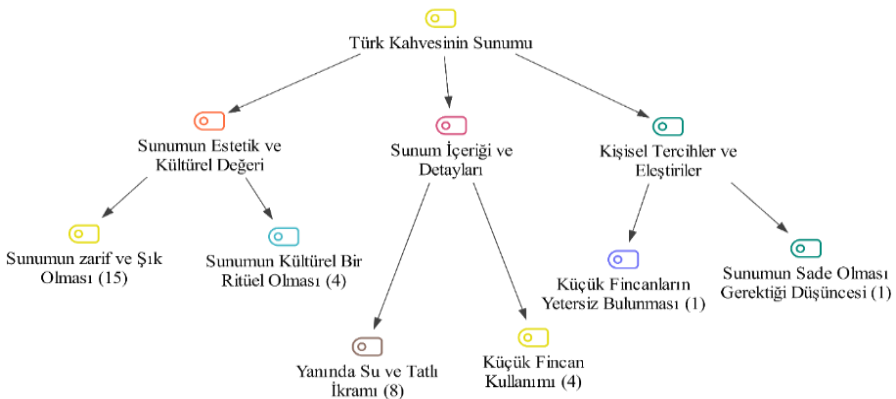 Türk Kahvesinin Sunumu
Sunumun Estetik ve
Kültürel Değeri
Sunum İçeriği ve
Detayları
Kişisel Tercihler ve
Eleştiriler
Sunumun zarif ve Şık
Olması (15)
Sunumun Kültürel Bir
Ritüel Olması (4)
Küçük Fincanların
Yetersiz Bulunması (1)
Sunumun Sade Olması
Gerektiği Düşüncesi (1)
Yanında Su ve Tatlı
İkramı (8)
Küçük Fincan
Kullanımı (4)